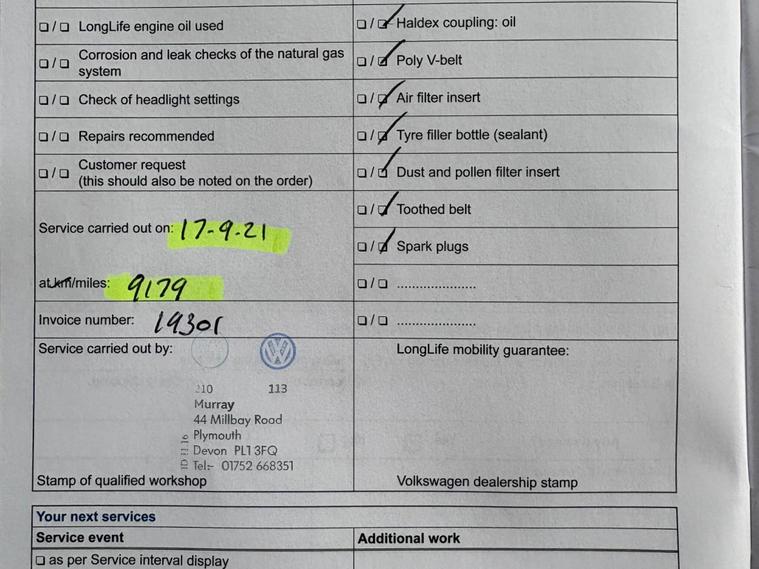 ❏ / ❏ LongLife engine oil used
❏ / ❏ Corrosion and leak checks of the natural gas
system
❏ / ❏ Check of headlight settings
❏ / ❏ Repairs recommended
❏ / ❏ Customer request
(this should also be noted on the order)
Service carried out on: 17-9-21
at km/miles: 9179
Invoice number: 19301
Service carried out by:
210 113
Murray
44 Millbay Road
Plymouth
Devon PL1 3FQ
Tel:- 01752 668351
Stamp of qualified workshop
❏ / ❏ Haldex coupling: oil
❏ / ❏ Poly V-belt
❏ / ❏ Air filter insert
❏ / ❏ Tyre filler bottle (sealant)
❏ / ❏ Dust and pollen filter insert
❏ / ❏ Toothed belt
❏ / ❏ Spark plugs
❏ / ❏ .....................
❏ / ❏ .....................
LongLife mobility guarantee:
Volkswagen dealership stamp
Your next services
Service event
Additional work
❏ as per Service interval display